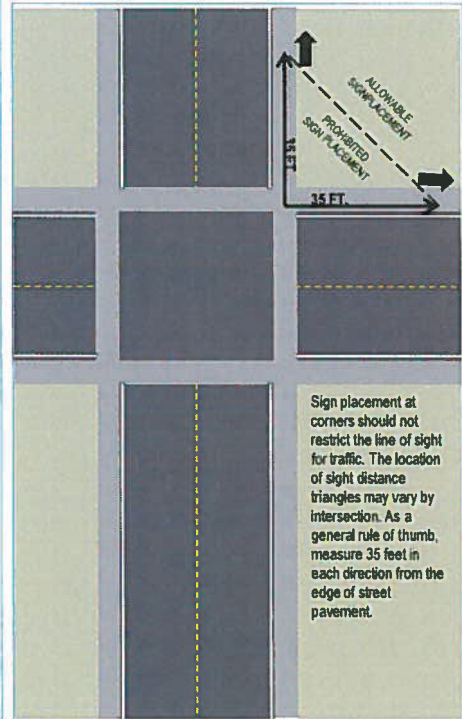 ALLOWABLE
SIGN PLACEMENT
PROHIBITED
SIGN PLACEMENT
35 FT.
35 FT.
Sign placement at
corners should not
restrict the line of sight
for traffic. The location
of sight distance
triangles may vary by
intersection. As a
general rule of thumb,
measure 35 feet in
each direction from the
edge of street
pavement.